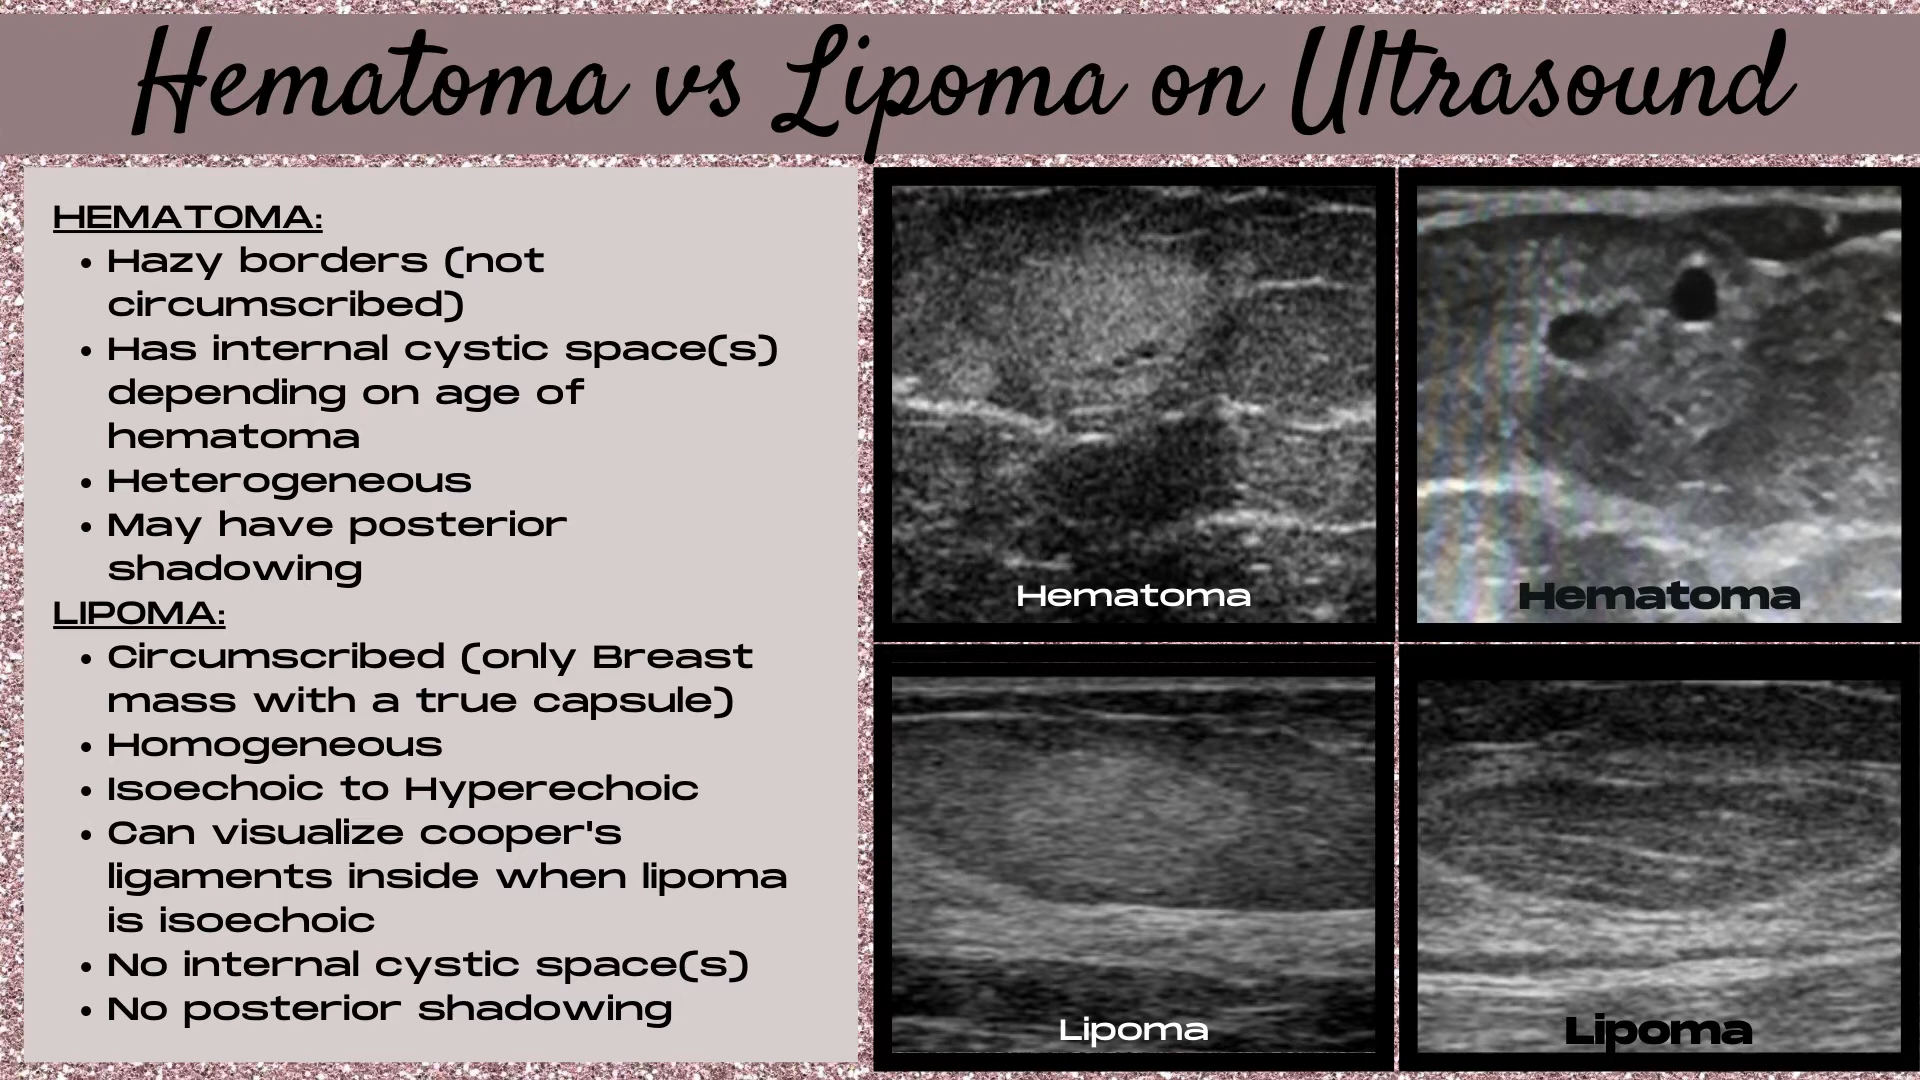 Hematoma vs Lipoma on Ultrasound
HEMATOMA:
• Hazy borders (not
circumscribed)
• Has internal cystic space(s)
depending on age of
hematoma
• Heterogeneous
• May have posterior
shadowing
LIPOMA:
• Circumscribed (only Breast
mass with a true capsule)
• Homogeneous
• Isoechoic to Hyperechoic
• Can visualize cooper's
ligaments inside when lipoma
is isoechoic
• No internal cystic space(s)
• No posterior shadowing
Hematoma
Hematoma
Lipoma
Lipoma